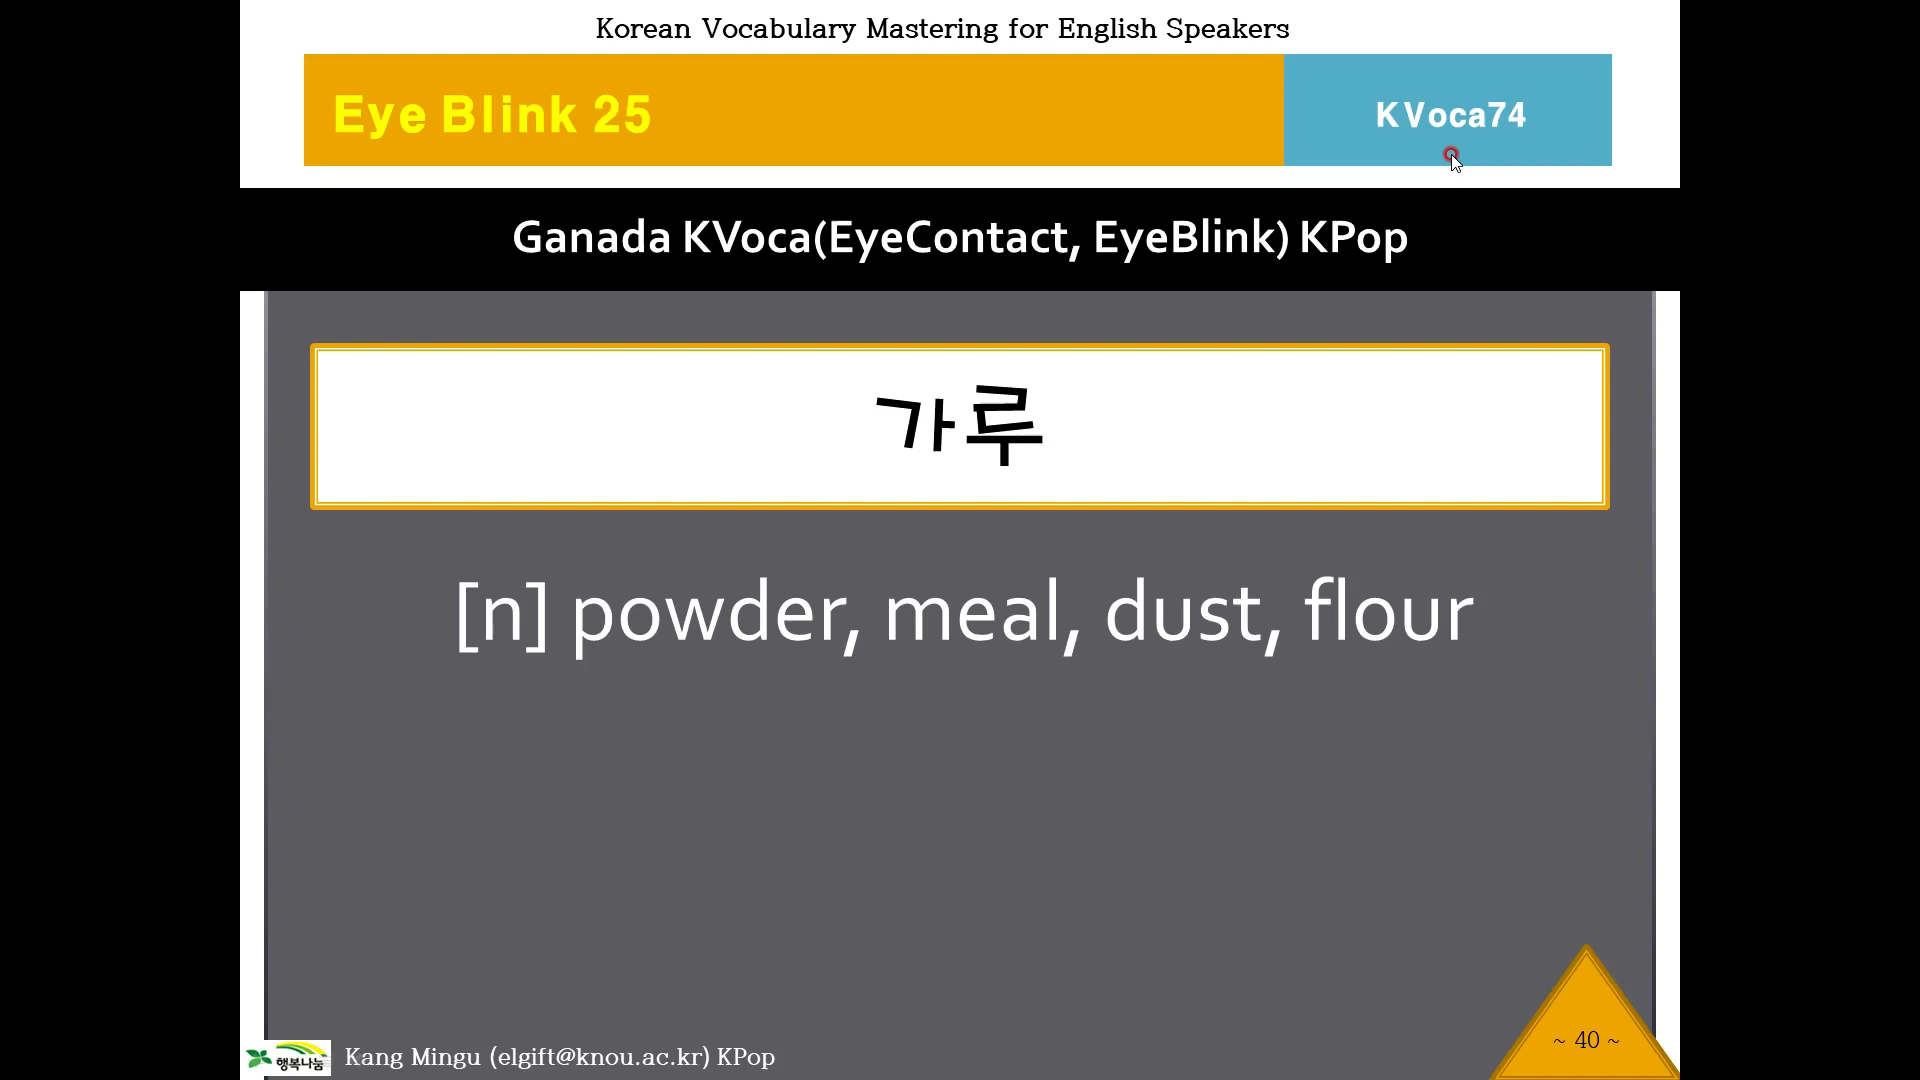 Korean Vocabulary Mastering for English Speakers
Eye Blink 25
KVoca74
Ganada KVoca(EyeContact, EyeBlink) KPop
가루
[n] powder, meal, dust, flour
~ 40 ~
행복나눔
Kang Mingu (elgift@knou.ac.kr) KPop